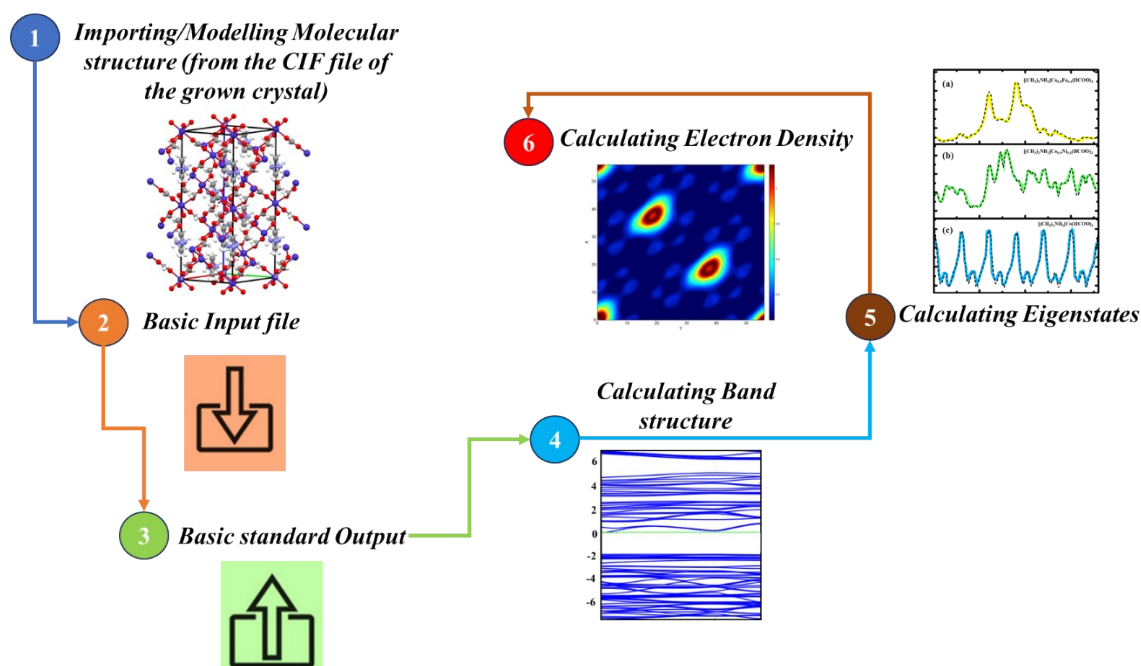 1
Importing/Modelling Molecular
structure (from the CIF file of
the grown crystal)
2
Basic Input file
3
Basic standard Output
4
Calculating Band
structure
6
4
2
0
-2
-4
-6
5
Calculating Eigenstates
(a)
(b)
(c)
6
Calculating Electron Density